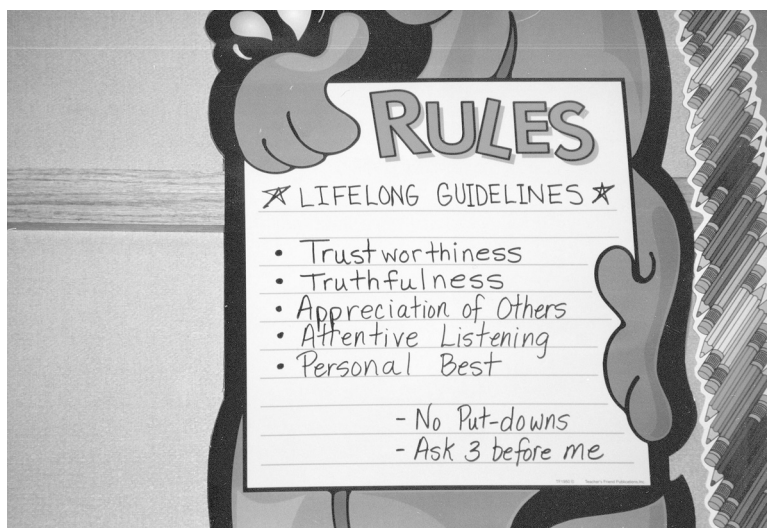 RULES
☆ LIFELONG GUIDELINES ☆
• Trustworthiness
• Truthfulness
• Appreciation of Others
• Attentive Listening
• Personal Best
- No Put-downs
- Ask 3 before me